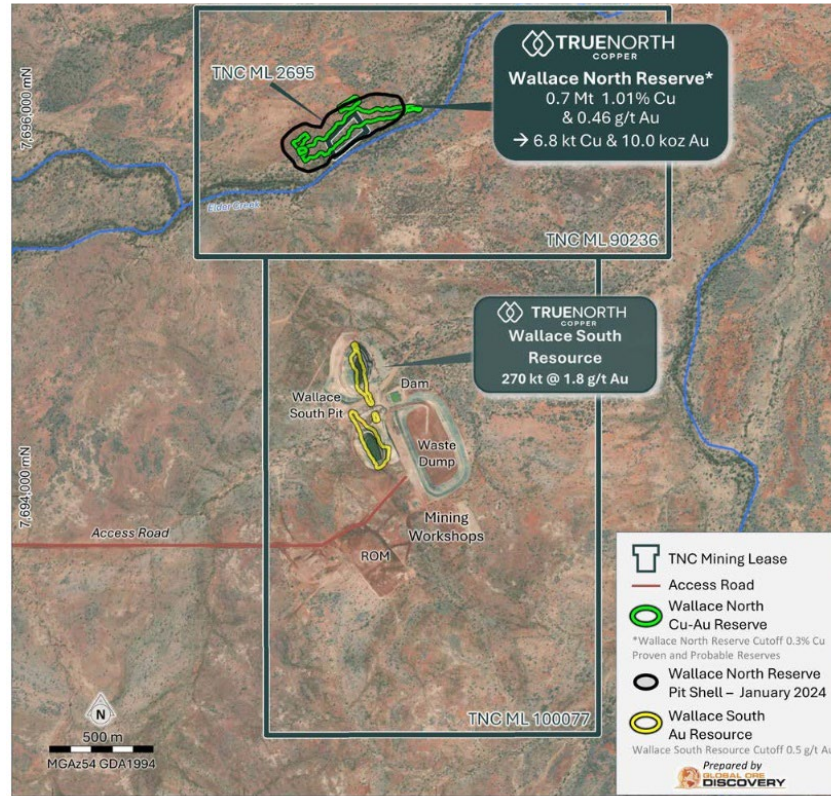 TNC ML 2695
TRUENORTH
COPPER
Wallace North Reserve*
0.7 Mt 1.01% Cu
& 0.46 g/t Au
→ 6.8 kt Cu & 10.0 koz Au
7,696,000 mN
Eldor Creek
TNC ML 90236
TRUENORTH
COPPER
Wallace South
Resource
270 kt @ 1.8 g/t Au
Wallace
South Pit
Dam
Waste
Dump
7,694,000 mN
Access Road
Mining
Workshops
ROM
TNC ML 100077
N
500 m
MGAz54 GDA1994
TNC Mining Lease
Access Road
Wallace North
Cu-Au Reserve
*Wallace North Reserve Cutoff 0.3% Cu
Proven and Probable Reserves
Wallace North Reserve
Pit Shell – January 2024
Wallace South
Au Resource
Wallace South Resource Cutoff 0.5 g/t Au
Prepared by
GLOBAL ORE
DISCOVERY